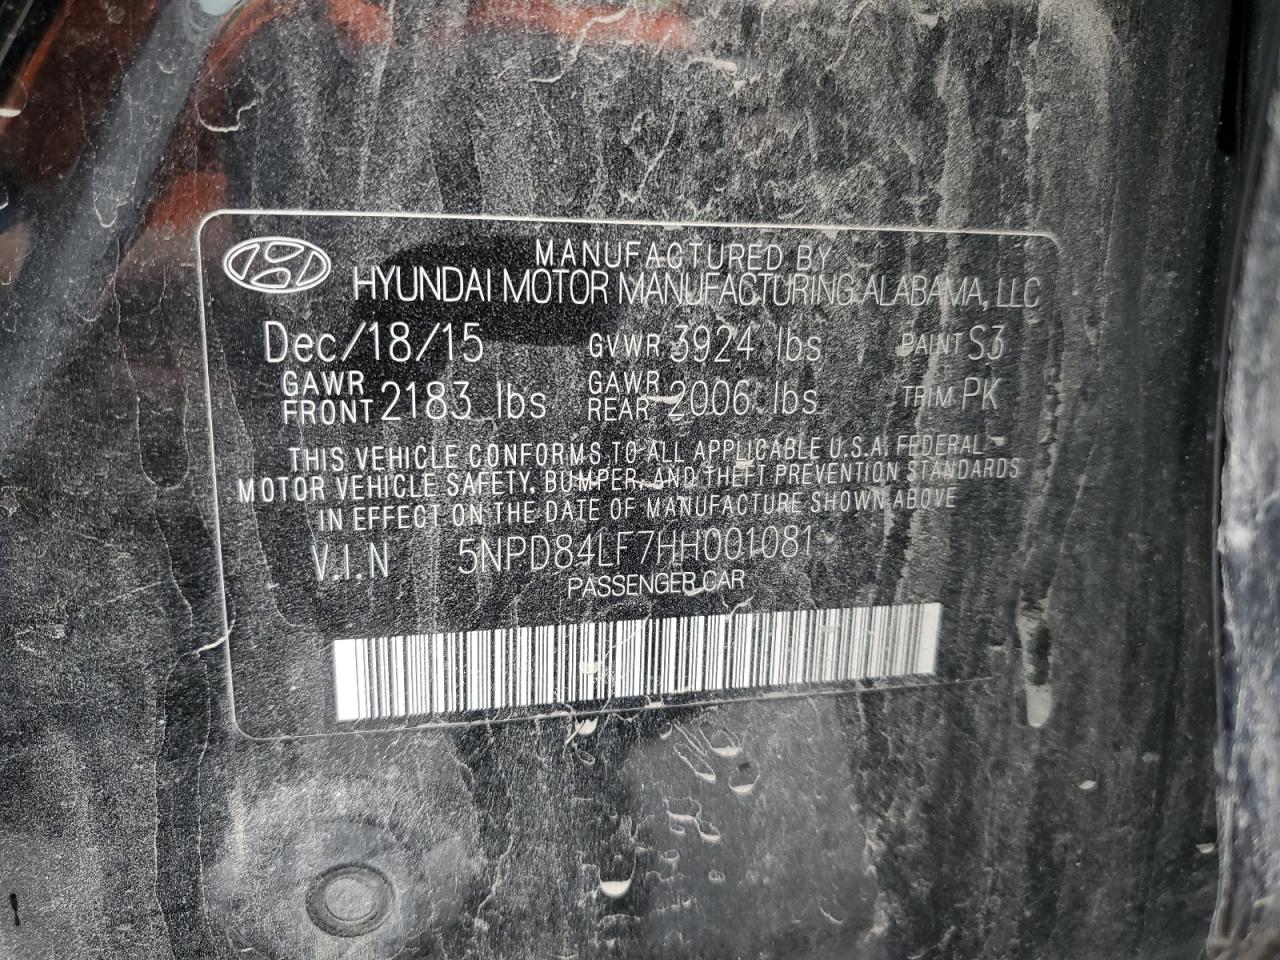 MANUFACTURED BY
HYUNDAI MOTOR MANUFACTURING ALABAMA, LLC
Dec/18/15 GVWR 3924 lbs PAINT S3
GAWR FRONT 2183 lbs GAWR REAR 2006 lbs TRIM PK
THIS VEHICLE CONFORMS TO ALL APPLICABLE U.S.A. FEDERAL
MOTOR VEHICLE SAFETY, BUMPER, AND THEFT PREVENTION STANDARDS
IN EFFECT ON THE DATE OF MANUFACTURE SHOWN ABOVE
V.I.N 5NPD84LF7HH001081
PASSENGER CAR